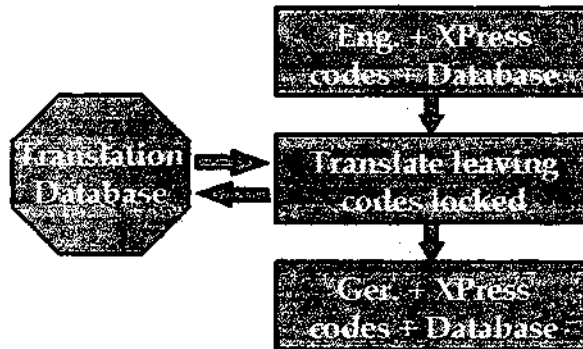 Eng. + XPress
codes + Database
Translation
Database
Translate leaving
codes locked
Ger. + XPress
codes + Database